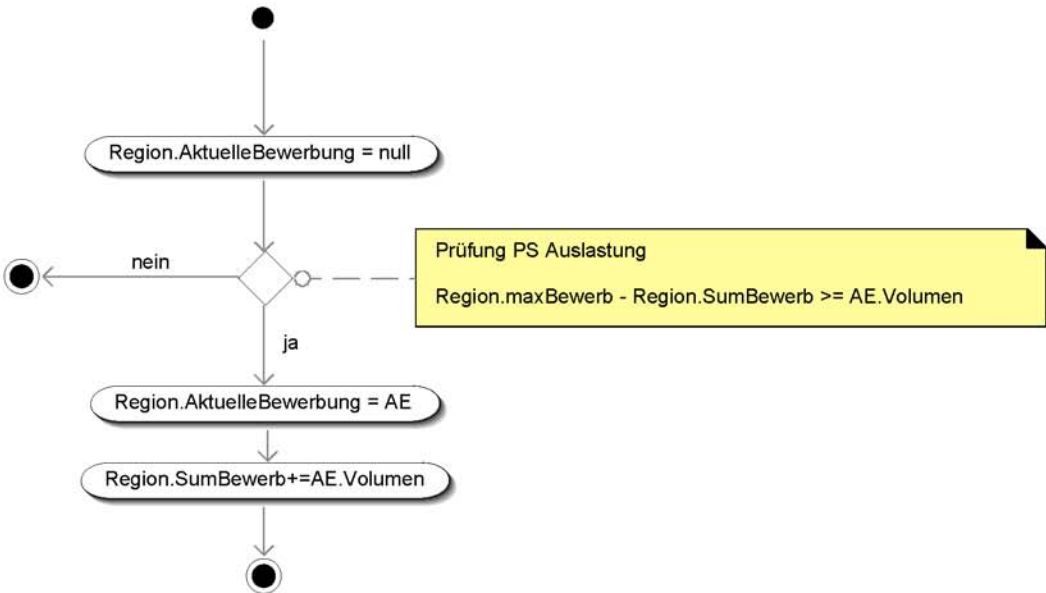 Region.AktuelleBewerbung = null
nein
Prüfung PS Auslastung
Region.maxBewerb - Region.SumBewerb >= AE.Volumen
ja
Region.AktuelleBewerbung = AE
Region.SumBewerb+=AE.Volumen